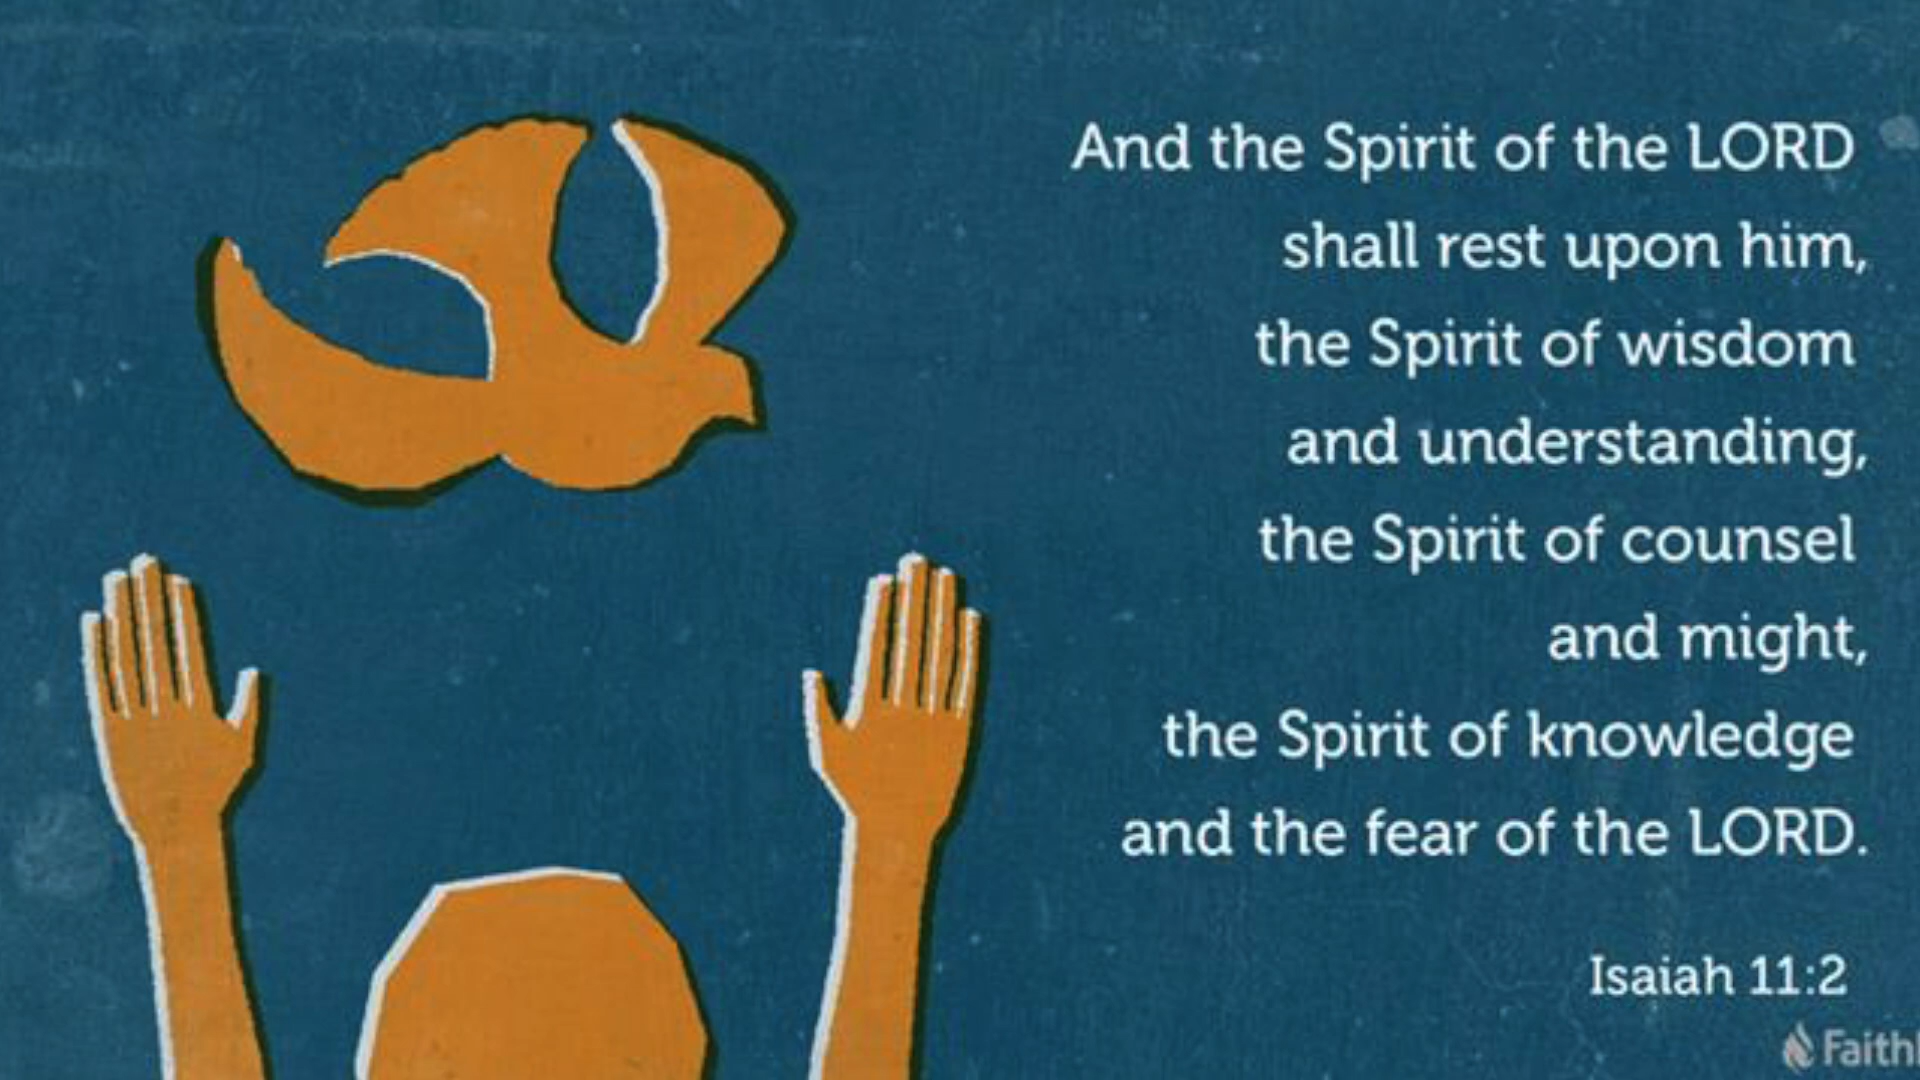 And the Spirit of the LORD
shall rest upon him,
the Spirit of wisdom
and understanding,
the Spirit of counsel
and might,
the Spirit of knowledge
and the fear of the LORD.
Isaiah 11:2